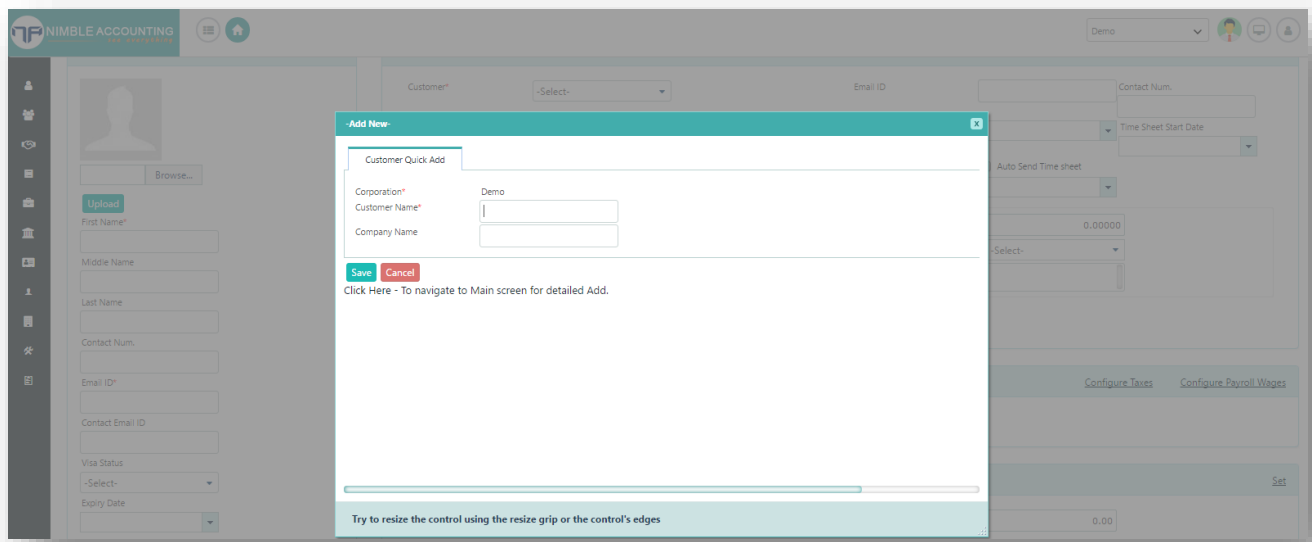 NIMBLE ACCOUNTING
Demo
Customer*
-Select-
Email ID
Contact Num.
Time Sheet Start Date
Auto Send Time sheet
0.00000
-Select-
Browse...
Upload
First Name*
Middle Name
Last Name
Contact Num.
Email ID*
Contact Email ID
Visa Status
-Select-
Expiry Date
-Add New-
x
Customer Quick Add
Corporation*
Demo
Customer Name*
Company Name
Save
Cancel
Click Here - To navigate to Main screen for detailed Add.
Try to resize the control using the resize grip or the control's edges
Configure Taxes
Configure Payroll Wages
Set
0.00